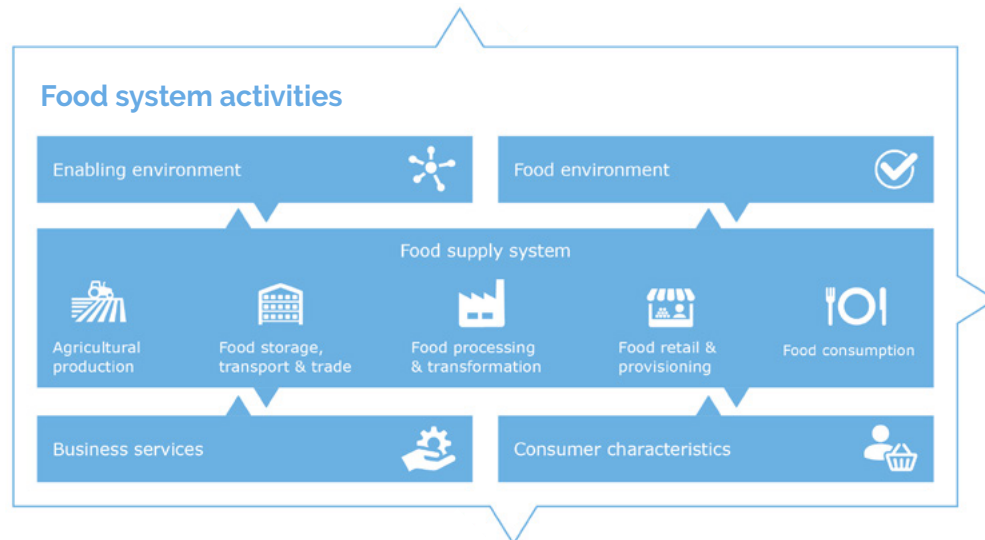 Food system activities
Enabling environment
Food environment
Food supply system
Agricultural
production
Food storage,
transport & trade
Food processing
& transformation
Food retail &
provisioning
Food consumption
Business services
Consumer characteristics